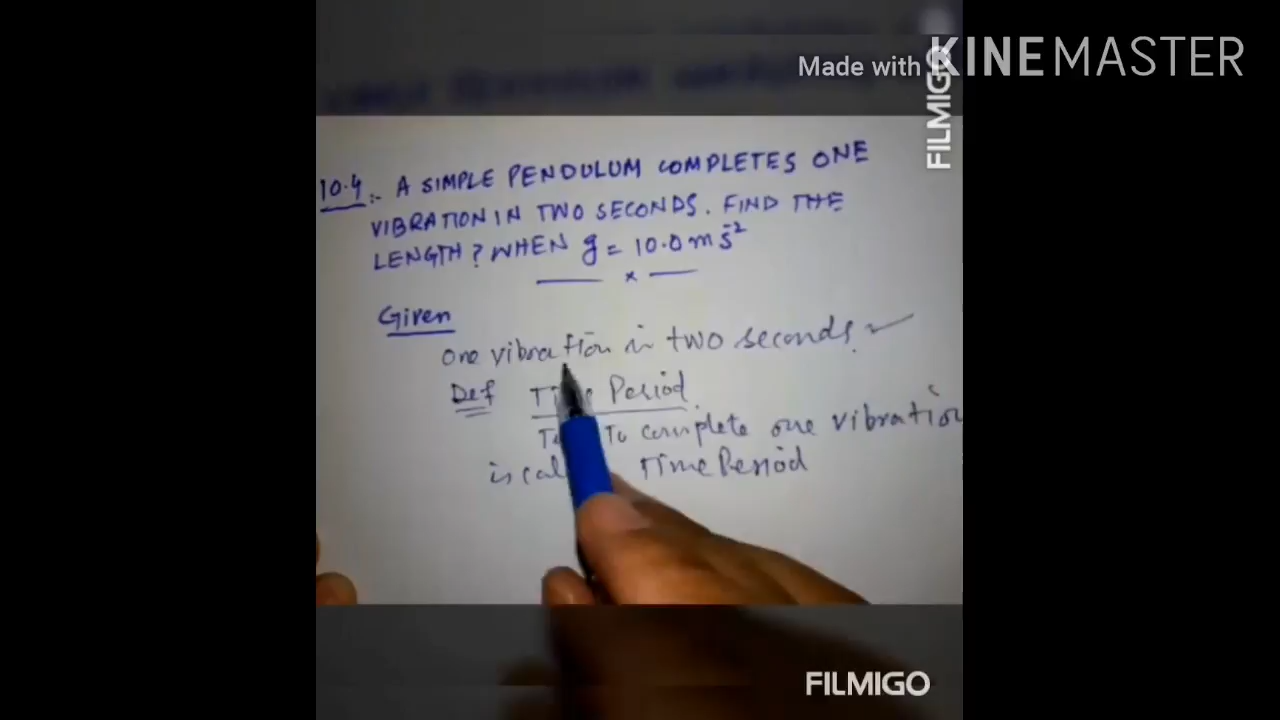 Made with KINEMASTER
FILMIGO
10.4:- A SIMPLE PENDULUM COMPLETES ONE
VIBRATION IN TWO SECONDS. FIND THE
LENGTH? WHEN g = 10.0 m s⁻²
x
Given
one vibration in two seconds.
Def Time Period
To complete one vibration
is Time Period
FILMIGO